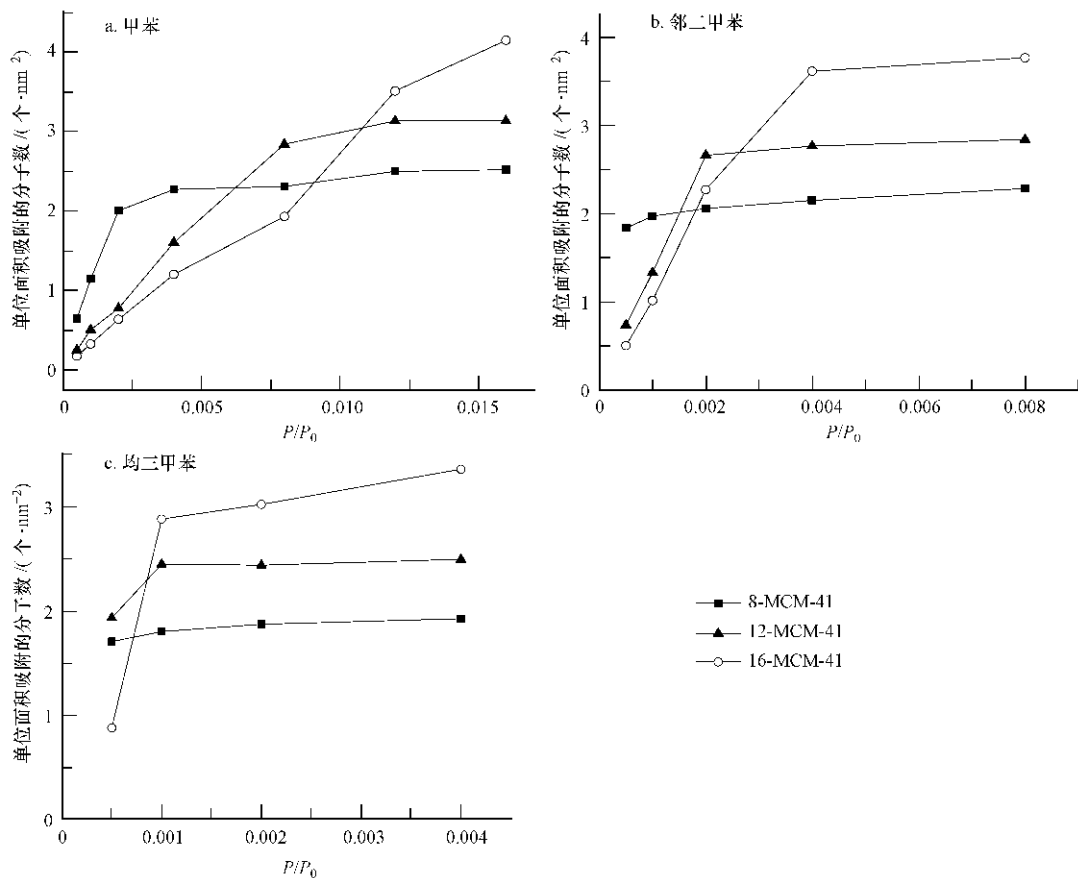 a. 甲苯
单位面积吸附的分子数 /( 个 ·nm⁻²)
4
3
2
1
0
0
0.005
0.010
0.015
P/P₀
b. 邻二甲苯
单位面积吸附的分子数 /( 个 ·nm⁻²)
4
3
2
1
0
0
0.002
0.004
0.006
0.008
P/P₀
c. 均三甲苯
单位面积吸附的分子数 /( 个 ·nm⁻²)
3
2
1
0
0
0.001
0.002
0.003
0.004
P/P₀
8-MCM-41
12-MCM-41
16-MCM-41